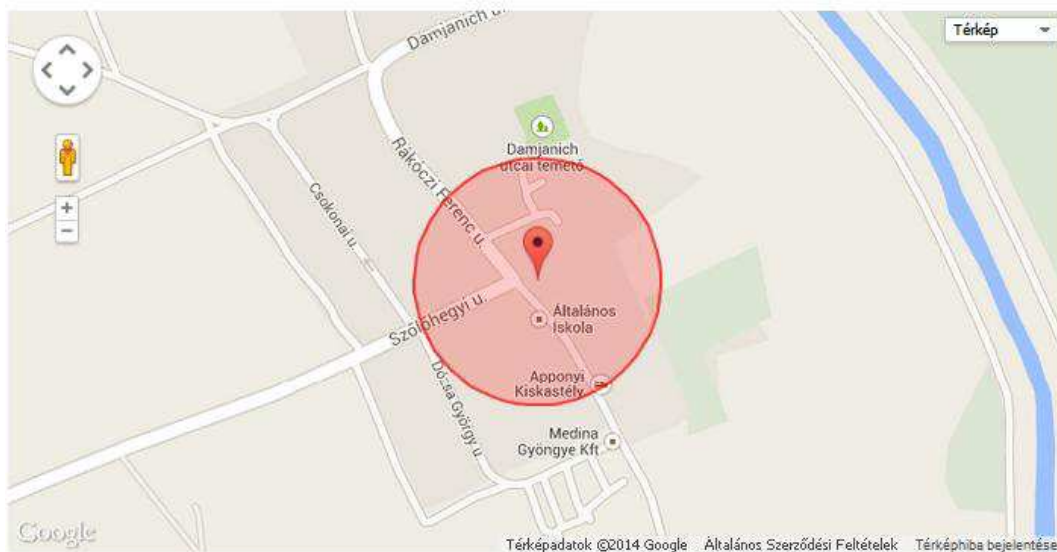 Damjanich u.
Térkép
Damjanich
utcai temető
Rákóczi Ferenc u.
Csokonai u.
Szőlőhegyi u.
Általános
Iskola
Dózsa György u.
Apponyi
Kiskastély
Medina
Gyöngye Kft
Google
Térképadatok ©2014 Google Általános Szerződési Feltételek Térképhiba bejelentése